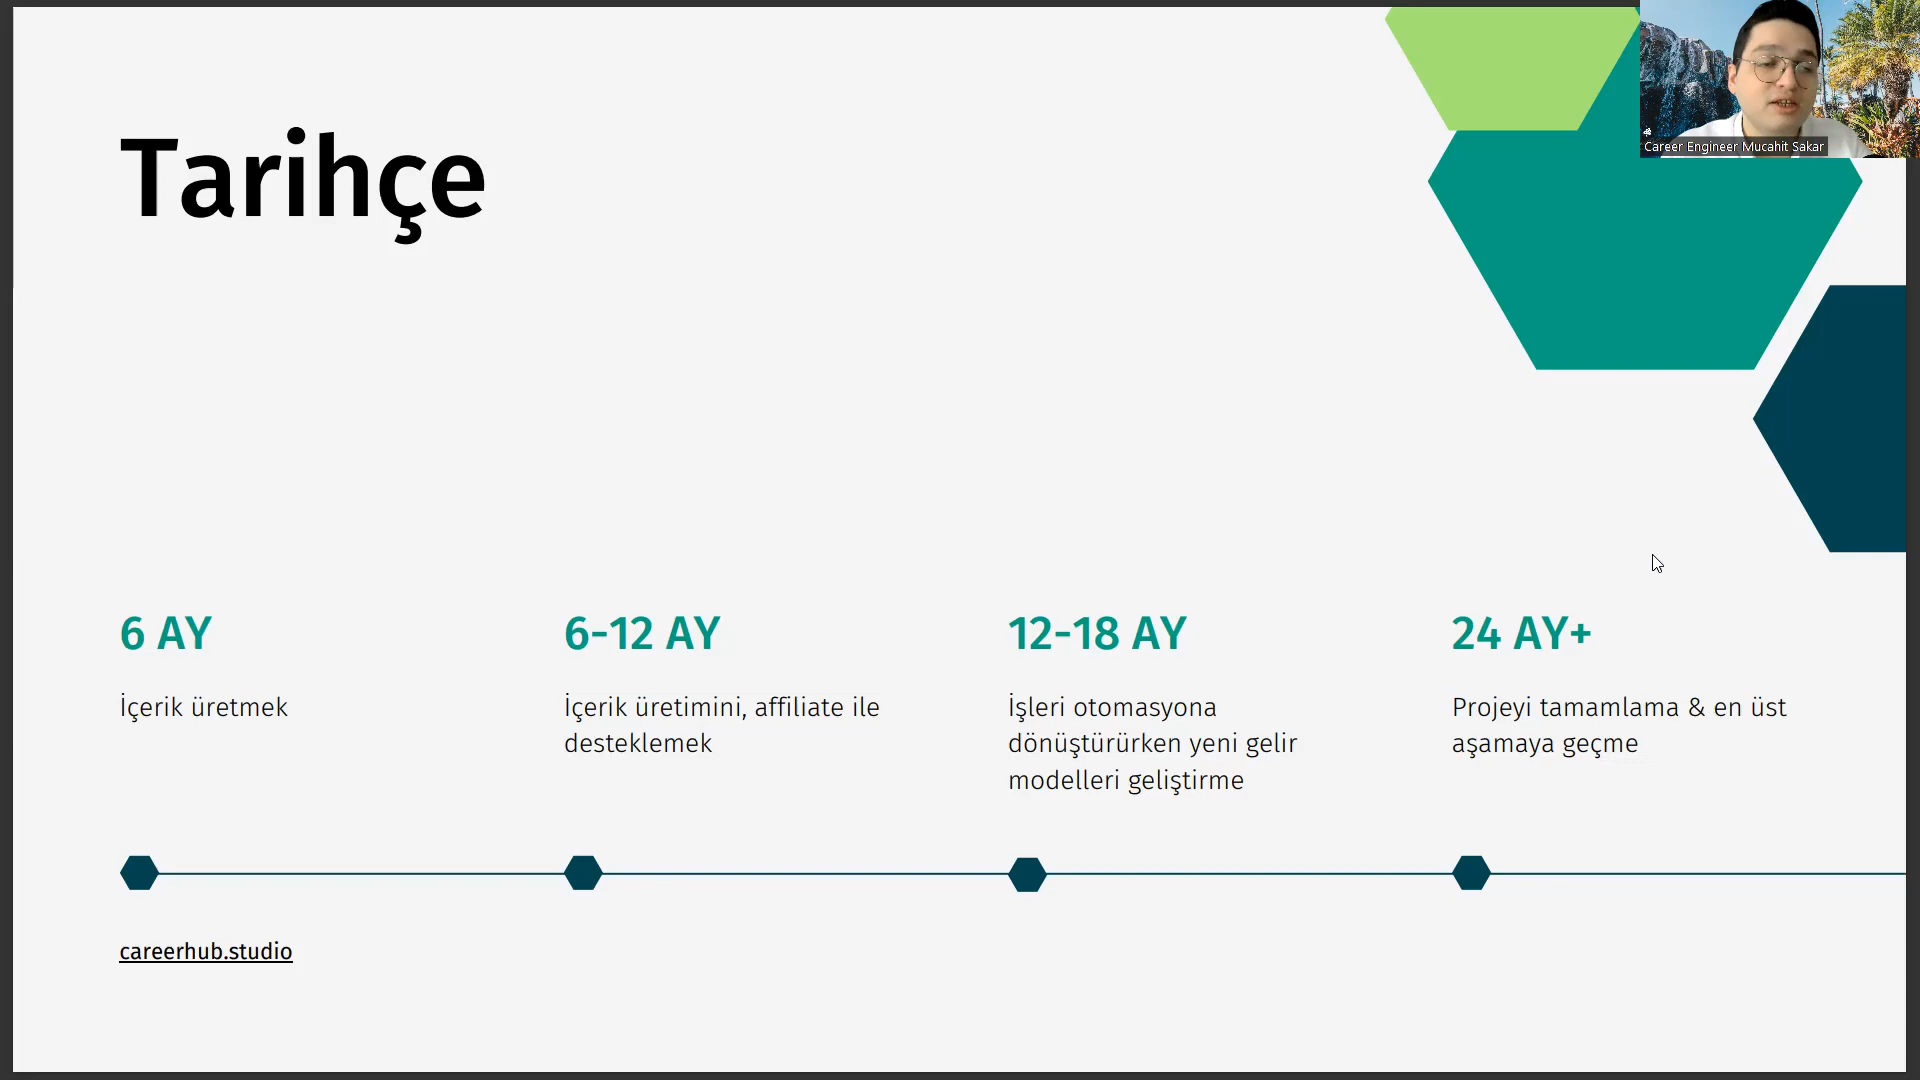 Career Engineer Mucahit Sakar
Tarihçe
6 AY
İçerik üretmek
6-12 AY
İçerik üretimini, affiliate ile
desteklemek
12-18 AY
İşleri otomasyona
dönüştürürken yeni gelir
modelleri geliştirme
24 AY+
Projeyi tamamlama & en üst
aşamaya geçme
careerhub.studio